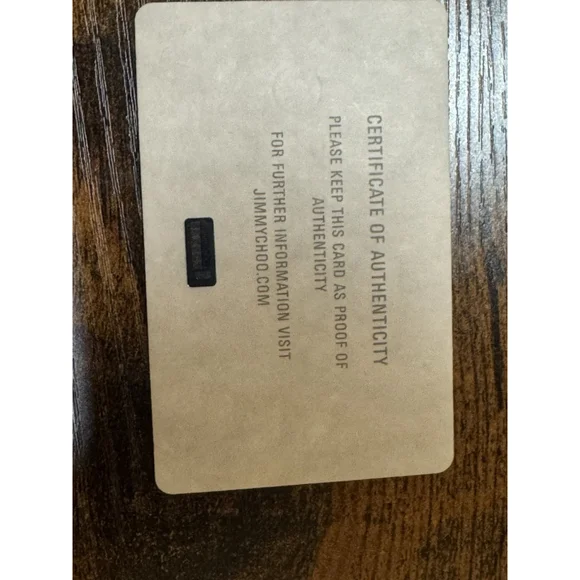 CERTIFICATE OF AUTHENTICITY
PLEASE KEEP THIS CARD AS PROOF OF
AUTHENTICITY
FOR FURTHER INFORMATION VISIT
JIMMYCHOO.COM